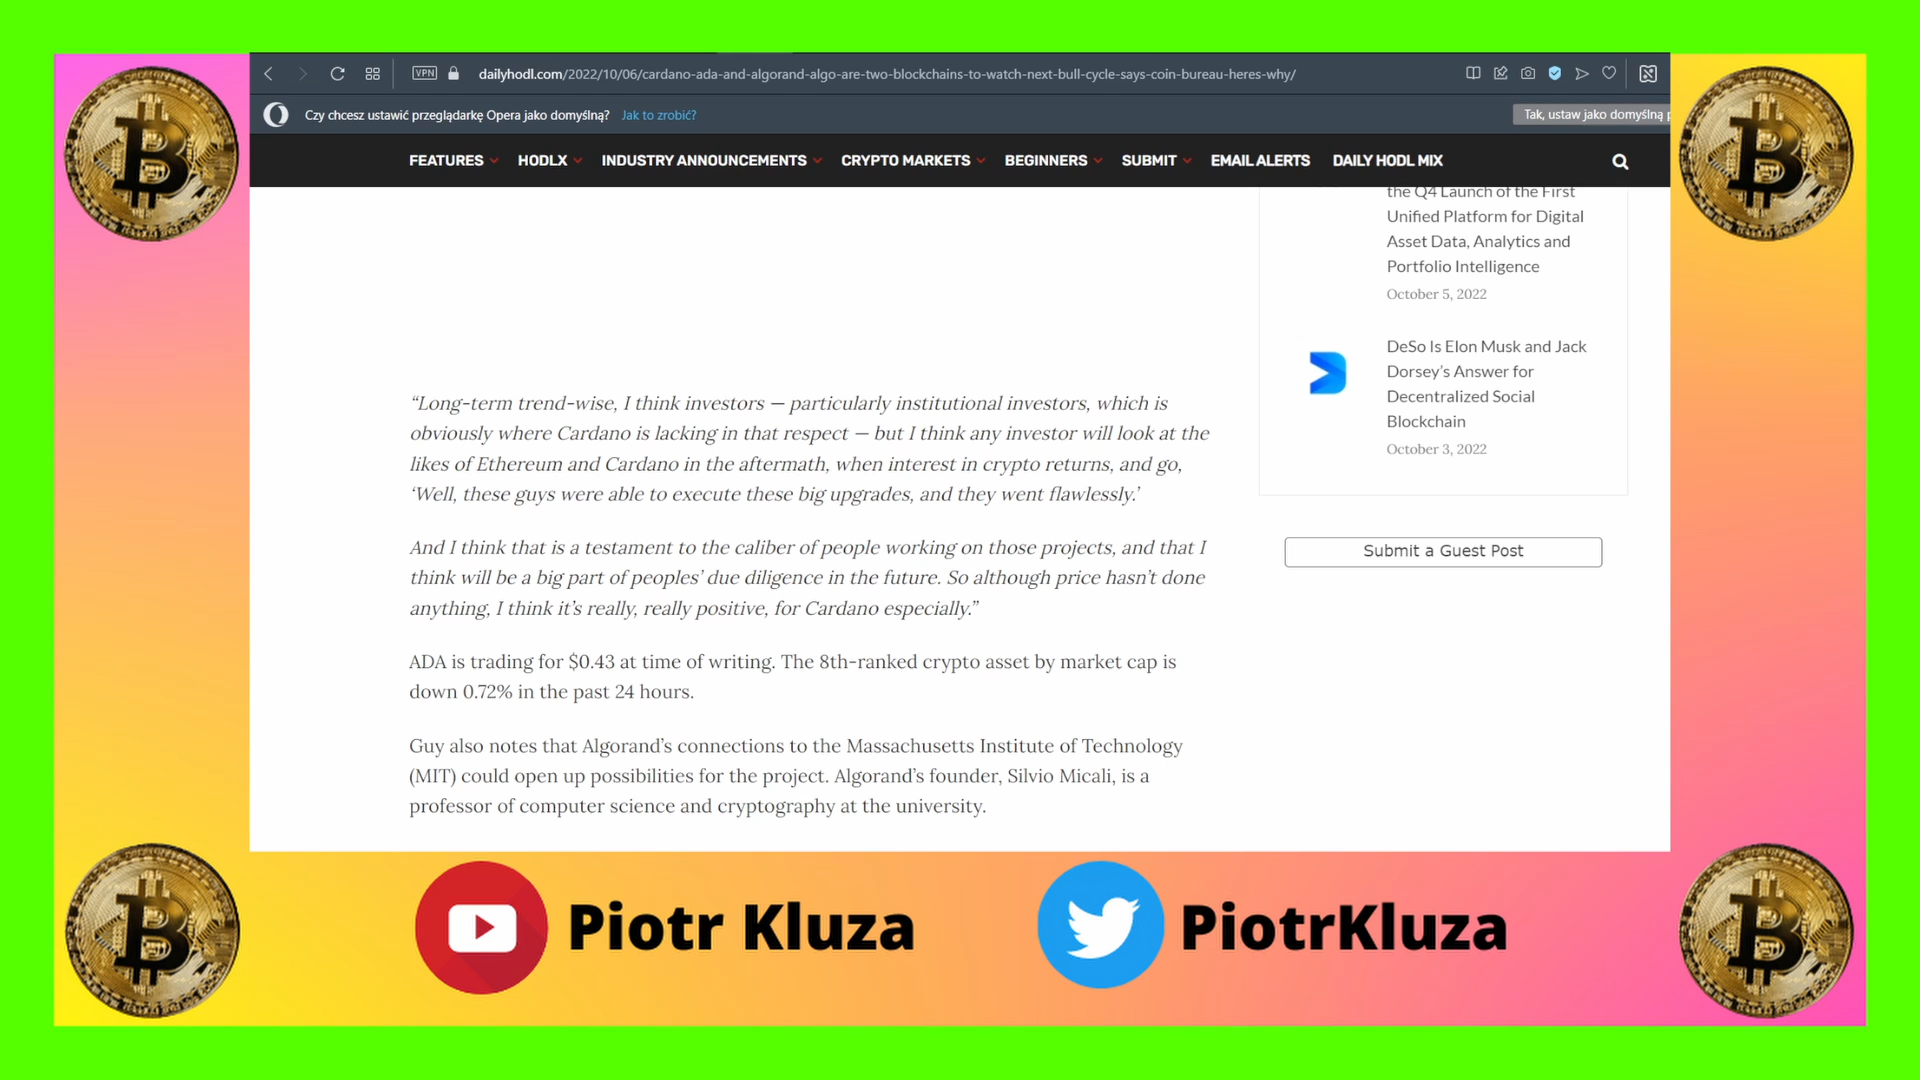 VPN
dailyhodl.com/2022/10/06/cardano-ada-and-algorand-algo-are-two-blockchains-to-watch-next-bull-cycle-says-coin-bureau-heres-why/
Czy chcesz ustawić przeglądarkę Opera jako domyślną? Jak to zrobić?
Tak, ustaw jako domyślną p
FEATURES HODLX INDUSTRY ANNOUNCEMENTS CRYPTO MARKETS BEGINNERS SUBMIT EMAIL ALERTS DAILY HODL MIX
“Long-term trend-wise, I think investors — particularly institutional investors, which is
obviously where Cardano is lacking in that respect — but I think any investor will look at the
likes of Ethereum and Cardano in the aftermath, when interest in crypto returns, and go,
‘Well, these guys were able to execute these big upgrades, and they went flawlessly.’
And I think that is a testament to the caliber of people working on those projects, and that I
think will be a big part of peoples’ due diligence in the future. So although price hasn’t done
anything, I think it’s really, really positive, for Cardano especially.”
ADA is trading for $0.43 at time of writing. The 8th-ranked crypto asset by market cap is
down 0.72% in the past 24 hours.
Guy also notes that Algorand’s connections to the Massachusetts Institute of Technology
(MIT) could open up possibilities for the project. Algorand’s founder, Silvio Micali, is a
professor of computer science and cryptography at the university.
the Q4 Launch of the First
Unified Platform for Digital
Asset Data, Analytics and
Portfolio Intelligence
October 5, 2022
DeSo Is Elon Musk and Jack
Dorsey’s Answer for
Decentralized Social
Blockchain
October 3, 2022
Submit a Guest Post
Piotr Kluza
PiotrKluza